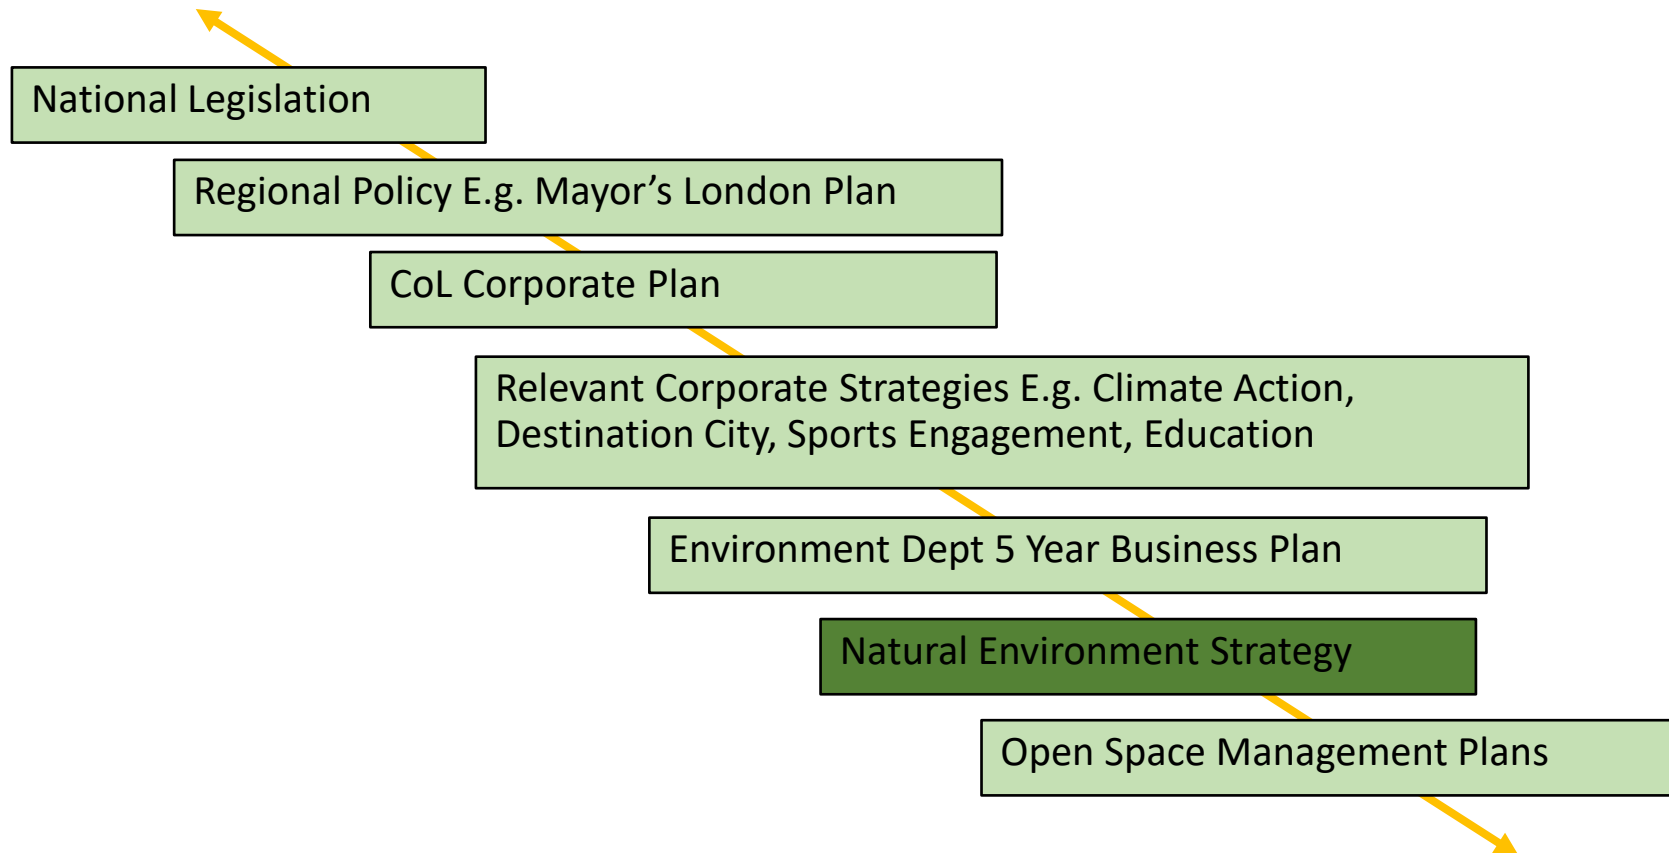 National Legislation
Regional Policy E.g. Mayor’s London Plan
CoL Corporate Plan
Relevant Corporate Strategies E.g. Climate Action,
Destination City, Sports Engagement, Education
Environment Dept 5 Year Business Plan
Natural Environment Strategy
Open Space Management Plans